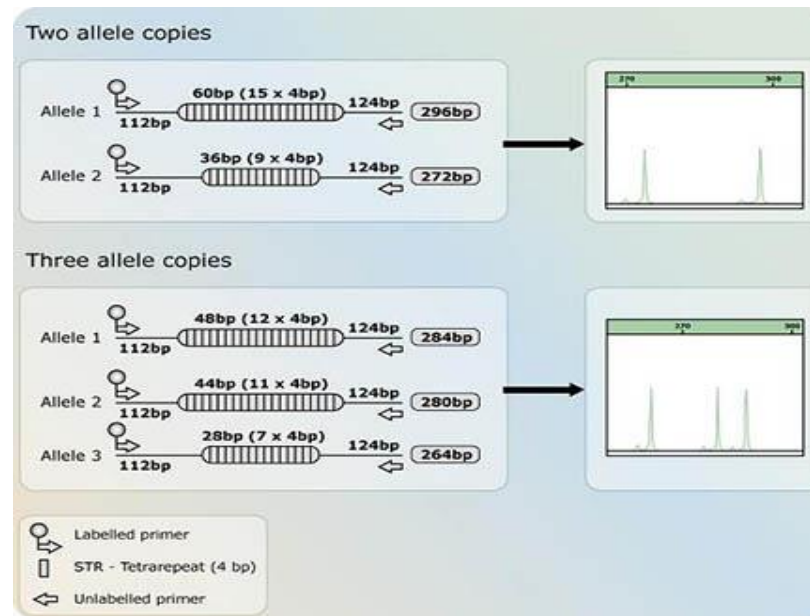 Two allele copies
60bp (15 x 4bp)
Allele 1
112bp
124bp
296bp
36bp (9 x 4bp)
Allele 2
112bp
124bp
272bp
270
300
Three allele copies
48bp (12 x 4bp)
Allele 1
112bp
124bp
284bp
44bp (11 x 4bp)
Allele 2
112bp
124bp
280bp
28bp (7 x 4bp)
Allele 3
112bp
124bp
264bp
270
300
Labelled primer
STR - Tetrarepeat (4 bp)
Unlabelled primer